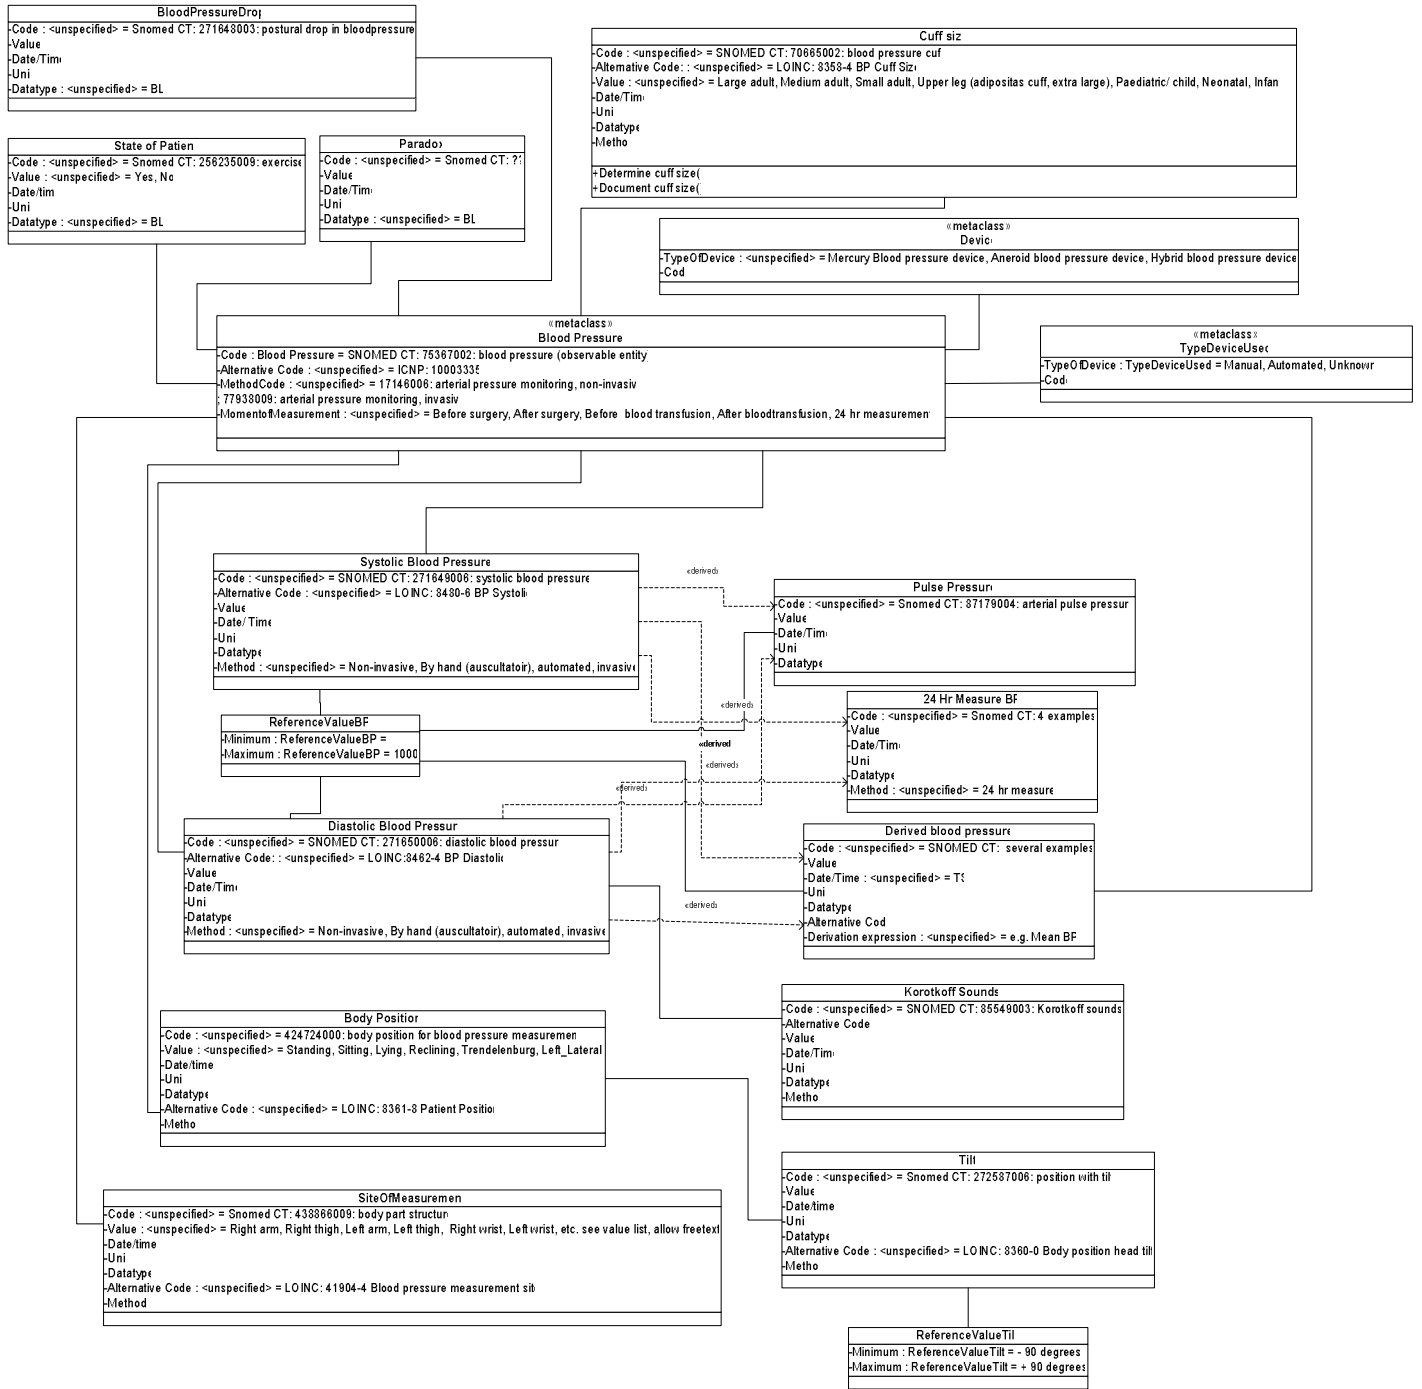 BloodPressureDrop
-Code : <unspecified> = Snomed CT: 271648003: postural drop in bloodpressure
-Value
-Date/Time
-Uni
-Datatype : <unspecified> = BL
Cuff siz
-Code : <unspecified> = SNOMED CT: 70665002: blood pressure cuf
-Alternative Code: : <unspecified> = LOINC: 8358-4 BP Cuff Size
-Value : <unspecified> = Large adult, Medium adult, Small adult, Upper leg (adipositas cuff, extra large), Paediatric/ child, Neonatal, Infan
-Date/Time
-Uni
-Datatype
-Metho
+Determine cuff size(
+Document cuff size(
State of Patien
-Code : <unspecified> = Snomed CT: 256235009: exercise
-Value : <unspecified> = Yes, No
-Date/tim
-Uni
-Datatype : <unspecified> = BL
Paradox
-Code : <unspecified> = Snomed CT: ??
-Value
-Date/Time
-Uni
-Datatype : <unspecified> = BL
«metaclass»
Device
-TypeOfDevice : <unspecified> = Mercury Blood pressure device, Aneroid blood pressure device, Hybrid blood pressure device
-Cod
«metaclass»
Blood Pressure
-Code : Blood Pressure = SNOMED CT: 75367002: blood pressure (observable entity)
-Alternative Code : <unspecified> = ICNP: 10003335
-MethodCode : <unspecified> = 17146006: arterial pressure monitoring, non-invasiv
; 77938009: arterial pressure monitoring, invasiv
-MomentofMeasurement : <unspecified> = Before surgery, After surgery, Before  blood transfusion, After bloodtransfusion, 24 hr measuremen
«metaclass»
TypeDeviceUsed
-TypeOfDevice : TypeDeviceUsed = Manual, Automated, Unknown
-Code
Systolic Blood Pressure
-Code : <unspecified> = SNOMED CT: 271649006: systolic blood pressure
-Alternative Code : <unspecified> = LOINC: 8480-6 BP Systolic
-Value
-Date/ Time
-Uni
-Datatype
-Method : <unspecified> = Non-invasive, By hand (auscultatoir), automated, invasive
«derived»
Pulse Pressure
-Code : <unspecified> = Snomed CT: 87179004: arterial pulse pressur
-Value
-Date/Time
-Uni
-Datatype
«derived»
24 Hr Measure BP
-Code : <unspecified> = Snomed CT: 4 examples
-Value
-Date/Time
-Uni
-Datatype
-Method : <unspecified> = 24 hr measure
ReferenceValueBP
-Minimum : ReferenceValueBP =
-Maximum : ReferenceValueBP = 1000
«derived
«derived»
«derived»
Diastolic Blood Pressur
-Code : <unspecified> = SNOMED CT: 271650006: diastolic blood pressur
-Alternative Code: : <unspecified> = LOINC:8462-4 BP Diastolic
-Value
-Date/Time
-Uni
-Datatype
-Method : <unspecified> = Non-invasive, By hand (auscultatoir), automated, invasive
«derived»
Derived blood pressure
-Code : <unspecified> = SNOMED CT:  several examples
-Value
-Date/Time : <unspecified> = TS
-Uni
-Datatype
-Alternative Cod
-Derivation expression : <unspecified> = e.g. Mean BP
Korotkoff Sounds
-Code : <unspecified> = SNOMED CT: 85549003: Korotkoff sounds
-Alternative Code
-Value
-Date/Time
-Uni
-Datatype
-Metho
Body Position
-Code : <unspecified> = 424724000: body position for blood pressure measuremen
-Value : <unspecified> = Standing, Sitting, Lying, Reclining, Trendelenburg, Left_Lateral
-Date/time
-Uni
-Datatype
-Alternative Code : <unspecified> = LOINC: 8361-8 Patient Position
-Metho
Tilt
-Code : <unspecified> = Snomed CT: 272587006: position with tilt
-Value
-Date/time
-Uni
-Datatype
-Alternative Code : <unspecified> = LOINC: 8360-0 Body position head tilt
-Metho
SiteOfMeasuremen
-Code : <unspecified> = Snomed CT: 438866009: body part structure
-Value : <unspecified> = Right arm, Right thigh, Left arm, Left thigh,  Right wrist, Left wrist, etc. see value list, allow freetext
-Date/time
-Uni
-Datatype
-Alternative Code : <unspecified> = LOINC: 41904-4 Blood pressure measurement site
-Method
ReferenceValueTil
-Minimum : ReferenceValueTilt = - 90 degrees
-Maximum : ReferenceValueTilt = + 90 degrees